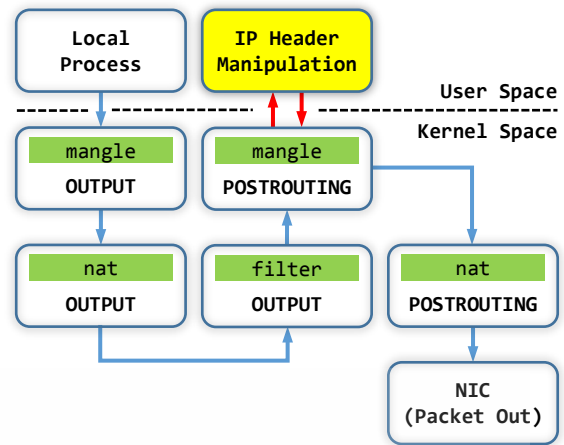 Local
Process
IP Header
Manipulation
User Space
Kernel Space
mangle
OUTPUT
mangle
POSTROUTING
nat
OUTPUT
filter
OUTPUT
nat
POSTROUTING
NIC
(Packet Out)